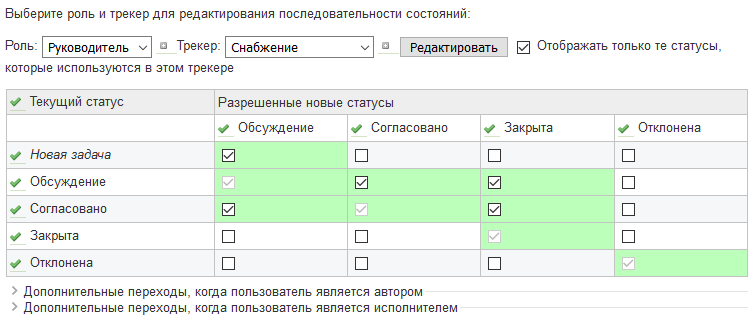 Выберите роль и трекер для редактирования последовательности состояний:
Роль: Руководитель Трекер: Снабжение Редактировать Отображать только те статусы,
которые используются в этом трекере
Текущий статус Разрешенные новые статусы
Обсуждение Согласовано Закрыта Отклонена
Новая задача
Обсуждение
Согласовано
Закрыта
Отклонена
Дополнительные переходы, когда пользователь является автором
Дополнительные переходы, когда пользователь является исполнителем